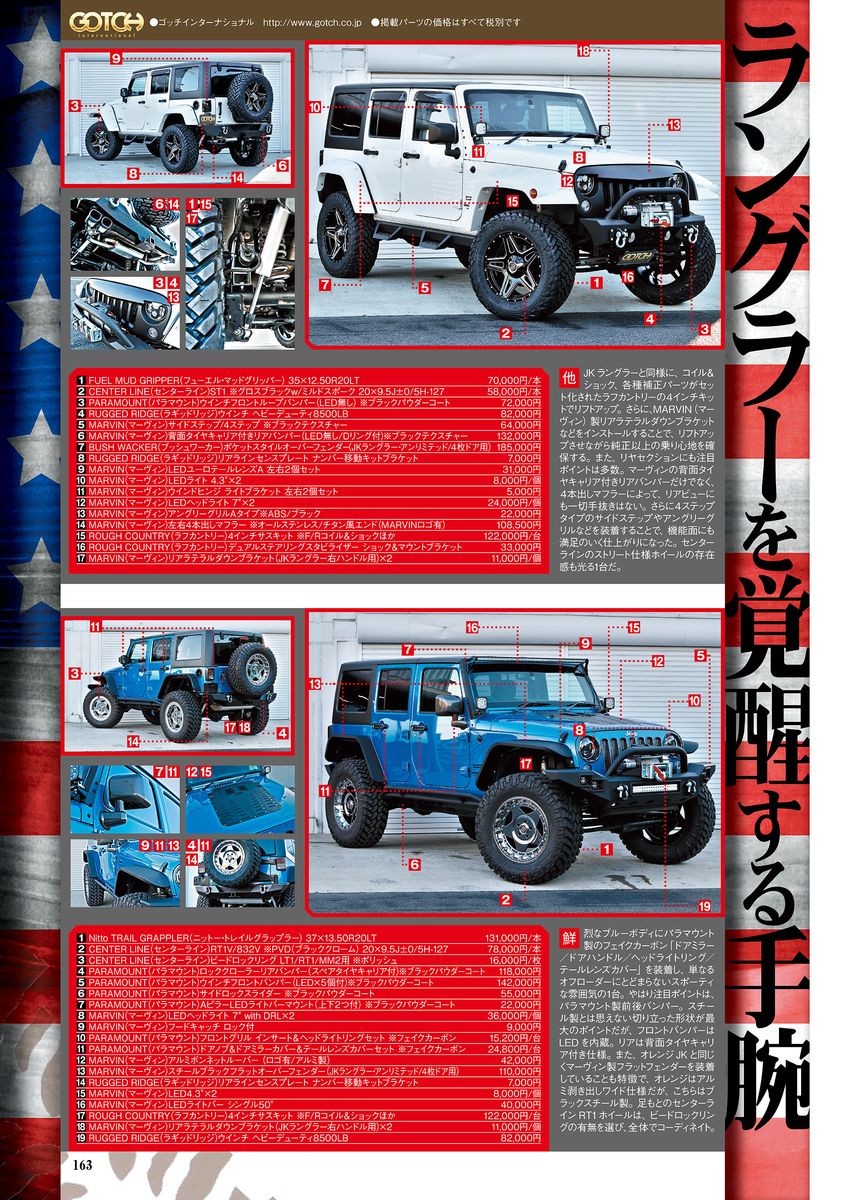 GOTCH
international
●ゴッチインターナショナル http://www.gotch.co.jp ●掲載パーツの価格はすべて税別です
ラングラーを覚醒する手腕
1 FUEL MUD GRIPPER(フューエル・マッドグリッパー) 35×12.50R20LT 70,000円/本
2 CENTER LINE(センターライン)ST1 ※グロスブラックw/ミルドスポーク 20×9.5J±0/5H-127 58,000円/本
3 PARAMOUNT(パラマウント)ウインチフロントループバンパー(LED無し) ※ブラックパウダーコート 72,000円
4 RUGGED RIDGE(ラギッドリッジ)ウインチ ヘビーデューティ8500LB 82,000円
5 MARVIN(マーヴィン)サイドステップ/4ステップ ※ブラックテクスチャー 64,000円
6 MARVIN(マーヴィン)背面タイヤキャリア付きリアバンパー(LED無し/Dリング付)※ブラックテクスチャー 132,000円
7 BUSH WACKER(ブッシュワーカー)ポケットスタイルオーバーフェンダー(JKラングラーアンリミテッド/4枚ドア用) 185,000円
8 RUGGED RIDGE(ラギッドリッジ)リアライセンスプレート ナンバー移動キットブラケット 7,000円
9 MARVIN(マーヴィン)LEDユーロテールレンズA 左右2個セット 31,000円
10 MARVIN(マーヴィン)LEDライト 4.3"×2 8,000円/個
11 MARVIN(マーヴィン)ウインドヒンジ ライトブラケット 左右2個セット 5,000円
12 MARVIN(マーヴィン)LEDヘッドライト 7"×2 24,000円/個
13 MARVIN(マーヴィン)アングリーグリルAタイプ※ABS/ブラック 22,000円
14 MARVIN(マーヴィン)左右4本出しマフラー ※オールステンレス/チタン風エンド(MARVINロゴ有) 108,500円
15 ROUGH COUNTRY(ラフカントリー)4インチサスキット ※F/Rコイル&ショックほか 122,000円/台
16 ROUGH COUNTRY(ラフカントリー)デュアルステアリングスタビライザー ショック&マウントブラケット 33,000円
17 MARVIN(マーヴィン)リアラテラルダウンブラケット(JKラングラー右ハンドル用)×2 11,000円/個
他 JKラングラーと同様に、コイル&
ショック、各種補正パーツがセッ
ト化されたラフカントリーの4インチキッ
トでリフトアップ。さらに、MARVIN(マー
ヴィン)製リアラテラルダウンブラケット
などをインストールすることで、リフトアッ
プさせながら純正以上の乗り心地を確
保する。また、リヤセクションにも注目
ポイントは多数。マーヴィンの背面タイ
ヤキャリア付きリアバンパーだけでなく、
4本出しマフラーによって、リアビューに
も一切手抜きはない。さらに4ステップ
タイプのサイドステップやアングリーグ
リルなどを装着することで、機能面にも
満足のいく仕上がりになった。センター
ラインのストリート仕様ホイールの存在
感も光る1台だ。
1 Nitto TRAIL GRAPPLER(ニットー・トレイルグラップラー) 37×13.50R20LT 131,000円/本
2 CENTER LINE(センターライン)RT1V/832V ※PVD(ブラッククローム) 20×9.5J±0/5H-127 78,000円/本
3 CENTER LINE(センターライン)ビードロックリング LT1/RT1/MM2用 ※ポリッシュ 16,000円/枚
4 PARAMOUNT(パラマウント)ロッククローラーリアバンパー(スペアタイヤキャリア付)※ブラックパウダーコート 118,000円
5 PARAMOUNT(パラマウント)ウインチフロントバンパー(LED×5個付)※ブラックパウダーコート 142,000円
6 PARAMOUNT(パラマウント)サイドロックスライダー ※ブラックパウダーコート 55,000円
7 PARAMOUNT(パラマウント)AピラーLEDライトバーマウント(上下2つ付) ※ブラックパウダーコート 22,000円
8 MARVIN(マーヴィン)LEDヘッドライト 7" with DRL×2 36,000円/個
9 MARVIN(マーヴィン)フードキャッチ ロック付 9,000円
10 PARAMOUNT(パラマウント)フロントグリル インサート&ヘッドライトリングセット ※フェイクカーボン 15,200円/台
11 PARAMOUNT(パラマウント)ドアノブ&ドアミラーカバー&テールレンズカバーセット ※フェイクカーボン 24,800円/台
12 MARVIN(マーヴィン)アルミボンネットルーバー (ロゴ有/アルミ製) 42,000円
13 MARVIN(マーヴィン)スチールブラックフラットオーバーフェンダー(JKラングラー・アンリミテッド/4枚ドア用) 110,000円
14 RUGGED RIDGE(ラギッドリッジ)リアライセンスプレート ナンバー移動キットブラケット 7,000円
15 MARVIN(マーヴィン)LED4.3"×2 8,000円/個
16 MARVIN(マーヴィン)LEDライトバー シングル50" 40,000円
17 ROUGH COUNTRY(ラフカントリー)4インチサスキット ※F/Rコイル&ショックほか 122,000円/台
18 MARVIN(マーヴィン)リアラテラルダウンブラケット(JKラングラー右ハンドル用)×2 11,000円/個
19 RUGGED RIDGE(ラギッドリッジ)ウインチ ヘビーデューティ8500LB 82,000円
鮮 烈なブルーボディにパラマウント
製のフェイクカーボン「ドアミラー
/ドアハンドル/ヘッドライトリング/
テールレンズカバー」を装着し、単なる
オフローダーにとどまらないスポーティ
な雰囲気の1台。やはり注目ポイントは、
パラマウント製前後バンパー。スチー
ル製とは思えない切り立った形状が最
大のポイントだが、フロントバンパーは
LEDを内蔵。リアは背面タイヤキャリ
ア付き仕様。また、オレンジJKと同じ
くマーヴィン製フラットフェンダーを装着
していることも特徴で、オレンジはアル
ミ剥き出しワイド仕様だが、こちらはブ
ラックスチール製。足もとのセンターラ
イン RT1 ホイールは、ビードロックリン
グの有無を選び、全体でコーディネイト。
163